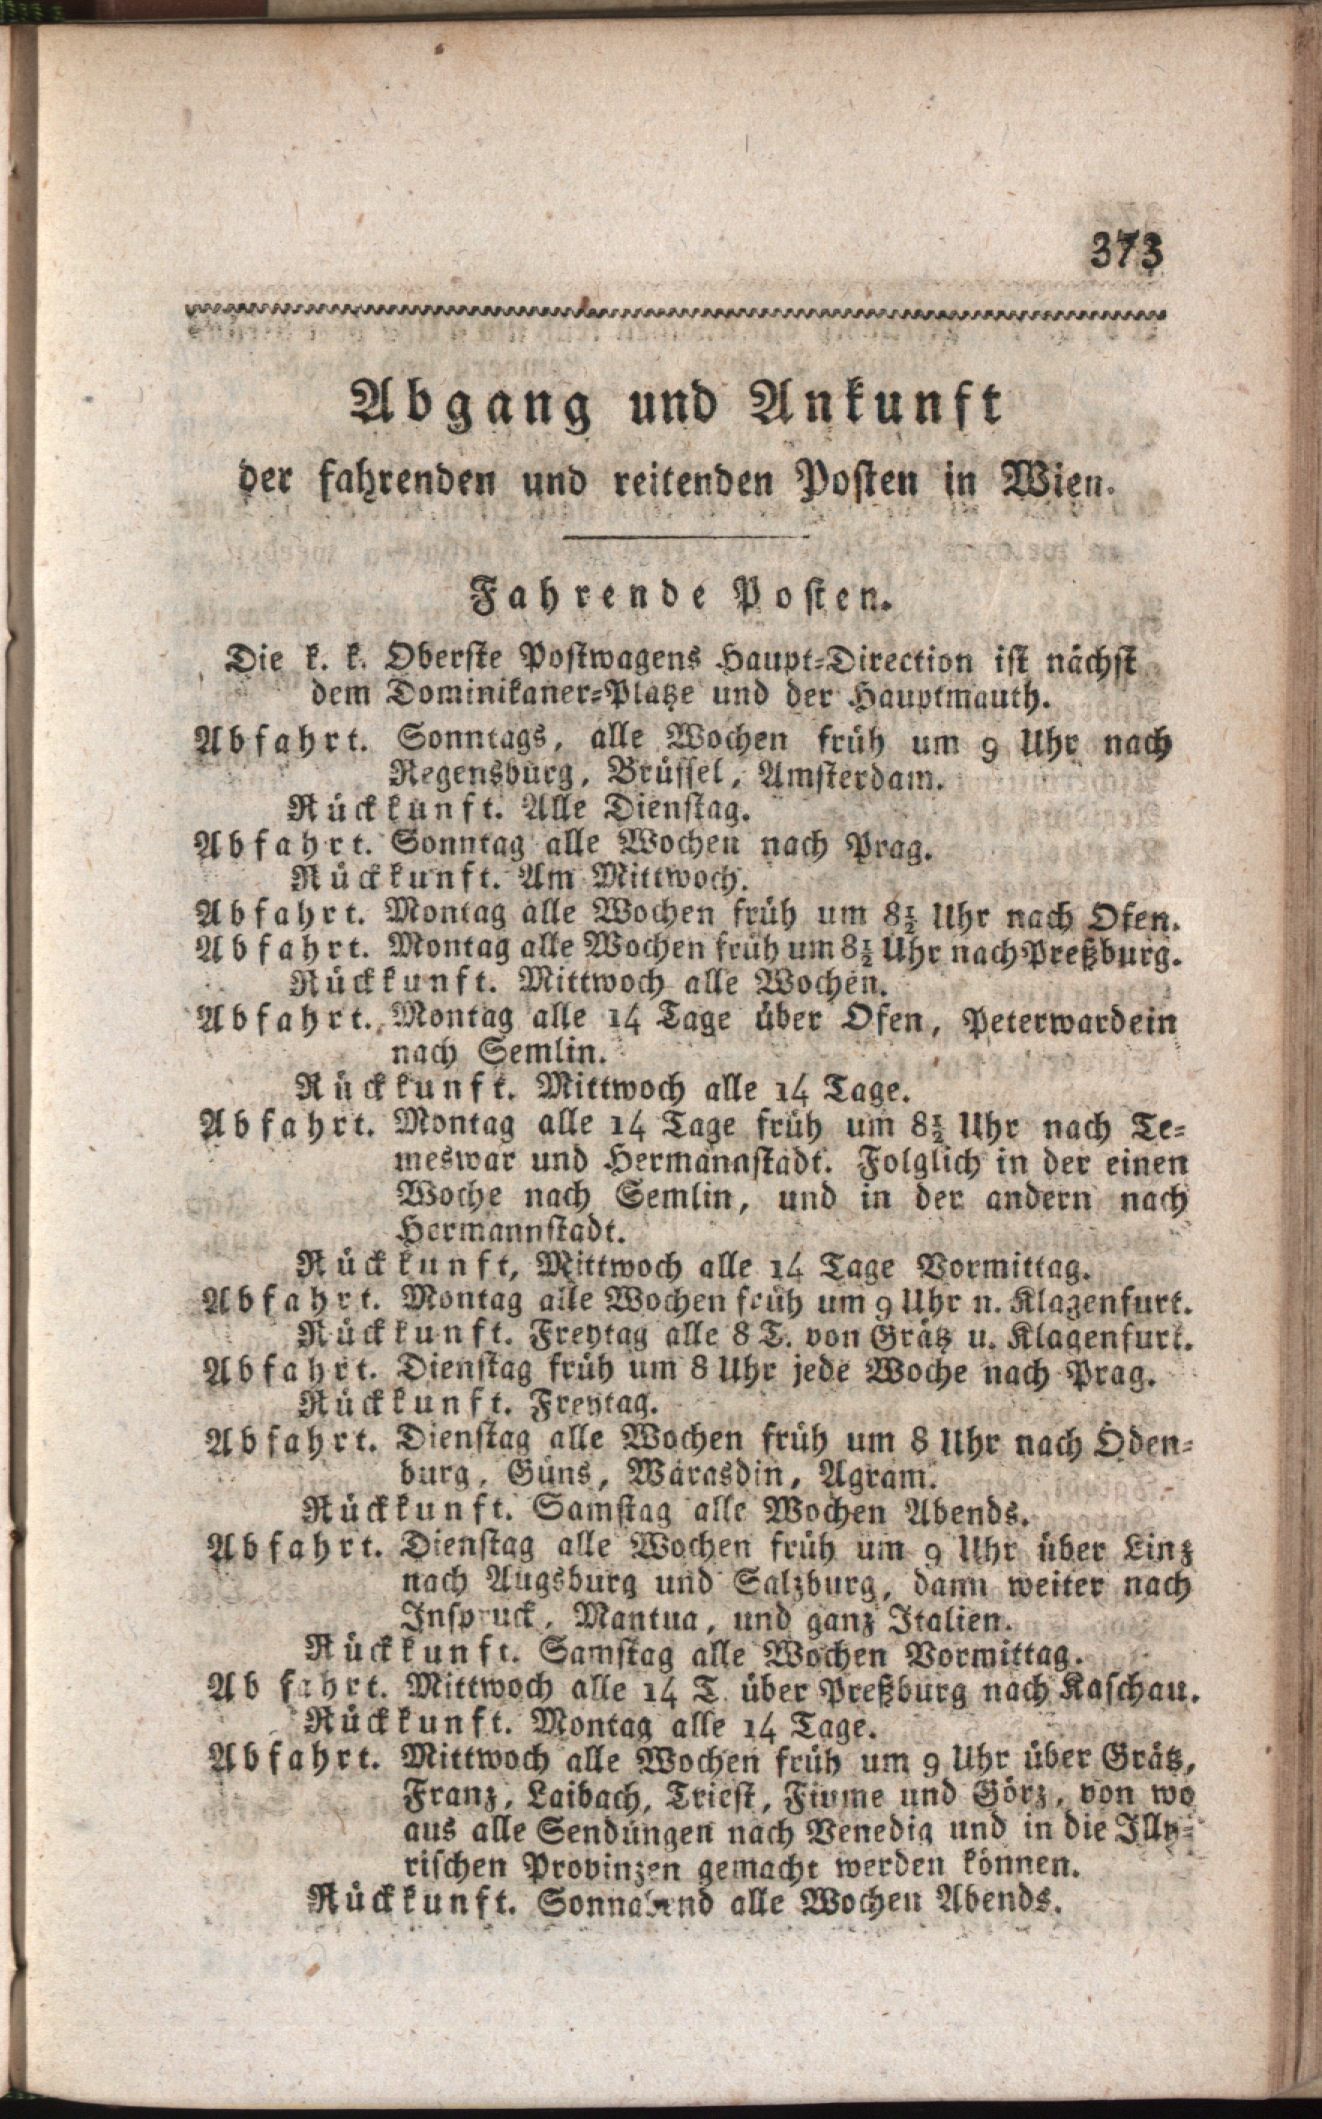 373
Abgang und Ankunft
der fahrenden und reitenden Posten in Wien.
Fahrende Posten.
Die k. k. Oberste Postwagens Haupt-Direction ist nächst
dem Dominikaner-Platze und der Hauptmauth.
Abfahrt. Sonntags, alle Wochen früh um 9 Uhr nach
Regensburg, Brüssel, Amsterdam.
Rückkunft. Alle Dienstag.
Abfahrt. Sonntag alle Wochen nach Prag.
Rückkunft. Am Mittwoch.
Abfahrt. Montag alle Wochen früh um 8½ Uhr nach Ofen.
Abfahrt. Montag alle Wochen früh um 8½ Uhr nach Preßburg.
Rückkunft. Mittwoch alle Wochen.
Abfahrt. Montag alle 14 Tage über Ofen, Peterwardein
nach Semlin.
Rückkunft. Mittwoch alle 14 Tage.
Abfahrt. Montag alle 14 Tage früh um 8½ Uhr nach Te-
meswar und Hermannstadt. Folglich in der einen
Woche nach Semlin, und in der andern nach
Hermannstadt.
Rückkunft, Mittwoch alle 14 Tage Vormittag.
Abfahrt. Montag alle Wochen früh um 9 Uhr n. Klagenfurt.
Rückkunft. Freytag alle 8 T. von Grätz u. Klagenfurt.
Abfahrt. Dienstag früh um 8 Uhr jede Woche nach Prag.
Rückkunft. Freytag.
Abfahrt. Dienstag alle Wochen früh um 8 Uhr nach Öden-
burg, Güns, Warasdin, Agram.
Rückkunft. Samstag alle Wochen Abends.
Abfahrt. Dienstag alle Wochen früh um 9 Uhr über Linz
nach Augsburg und Salzburg, dann weiter nach
Inspruck, Mantua, und ganz Italien.
Rückkunft. Samstag alle Wochen Vormittag.
Abfahrt. Mittwoch alle 14 T. über Preßburg nach Kaschau.
Rückkunft. Montag alle 14 Tage.
Abfahrt. Mittwoch alle Wochen früh um 9 Uhr über Grätz,
Franz, Laibach, Triest, Fiume und Görz, von wo
aus alle Sendungen nach Venedig und in die Illy-
rischen Provinzen gemacht werden können.
Rückkunft. Sonnabend alle Wochen Abends.